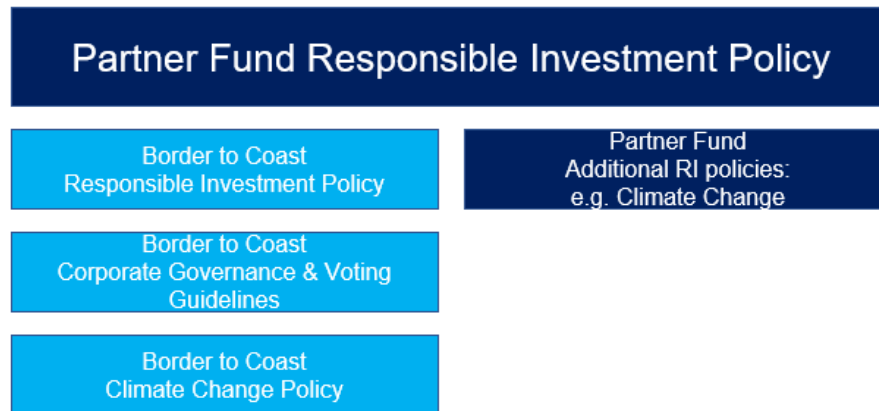 Partner Fund Responsible Investment Policy
Border to Coast
Responsible Investment Policy
Partner Fund
Additional RI policies:
e.g. Climate Change
Border to Coast
Corporate Governance & Voting
Guidelines
Border to Coast
Climate Change Policy